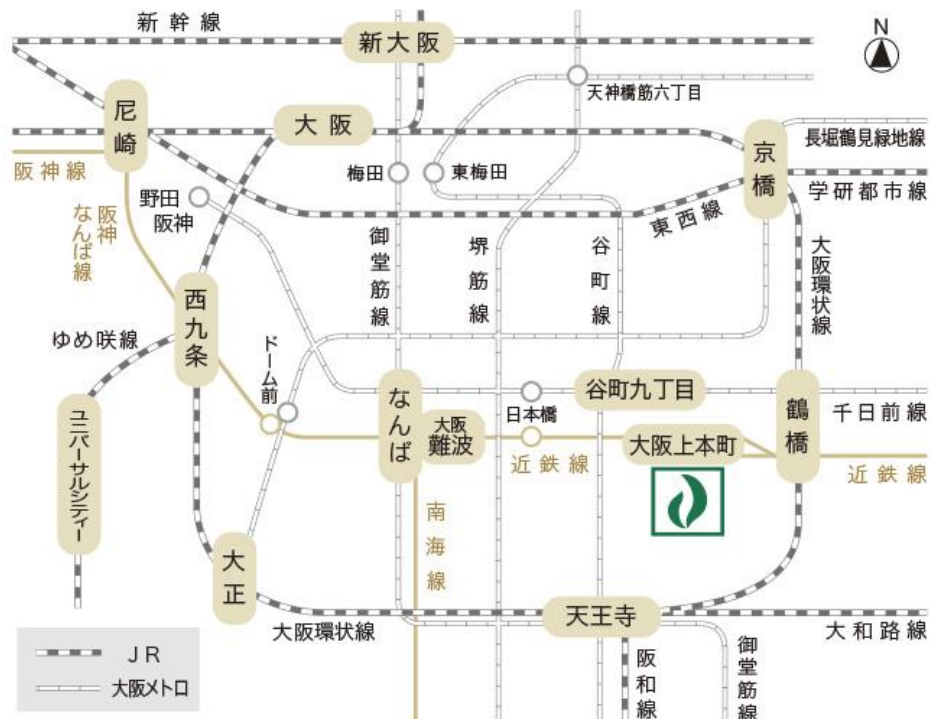 新幹線
新大阪
N
天神橋筋六丁目
尼崎
大阪
京橋
長堀鶴見緑地線
阪神線
梅田
東梅田
学研都市線
野田
阪神
阪神
なんば線
東西線
御堂筋線
堺筋線
谷町線
大阪環状線
西九条
ゆめ咲線
ドーム前
なんば
大阪
難波
日本橋
谷町九丁目
鶴橋
千日前線
ユニバーサルシティー
近鉄線
大阪上本町
近鉄線
南海線
大正
大阪環状線
天王寺
大和路線
阪和線
御堂筋線
JR
大阪メトロ